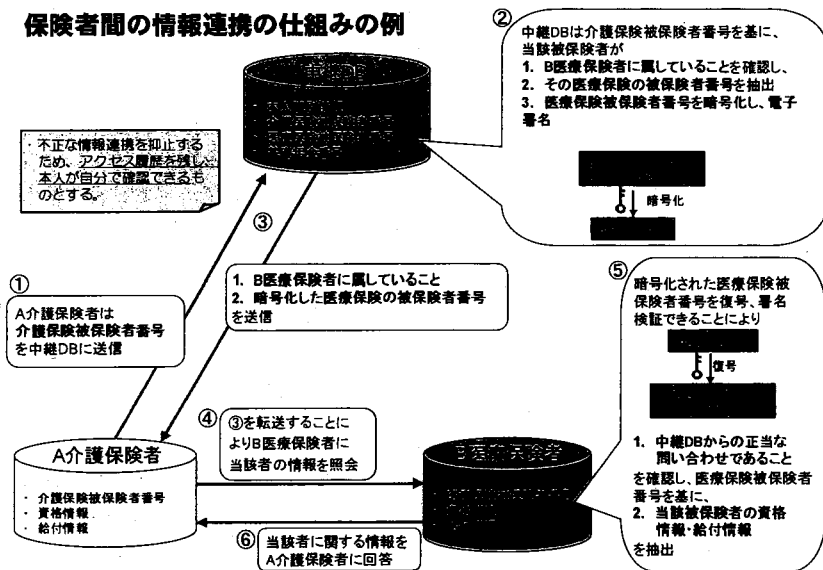 保険者間の情報連携の仕組みの例
②
中継DBは介護保険被保険者番号を基に、
当該被保険者が
1. B医療保険者に属していることを確認し、
2. その医療保険の被保険者番号を抽出
3. 医療保険被保険者番号を暗号化し、電子
署名
暗号化
・不正な情報連携を抑止する
ため、アクセス履歴を残し、
本人が自分で確認できるも
のとする。
③
①
A介護保険者は
介護保険被保険者番号
を中継DBに送信
1. B医療保険者に属していること
2. 暗号化した医療保険の被保険者番号
を送信
⑤
暗号化された医療保険被
保険者番号を復号、署名
検証できることにより
復号
1. 中継DBからの正当な
問い合わせであること
を確認し、医療保険被保険者
番号を基に、
2. 当該被保険者の資格
情報・給付情報
を抽出
④
③を転送することに
よりB医療保険者に
当該者の情報を照会
A介護保険者
・ 介護保険被保険者番号
・ 資格情報
・ 給付情報
B医療保険者
⑥
当該者に関する情報を
A介護保険者に回答